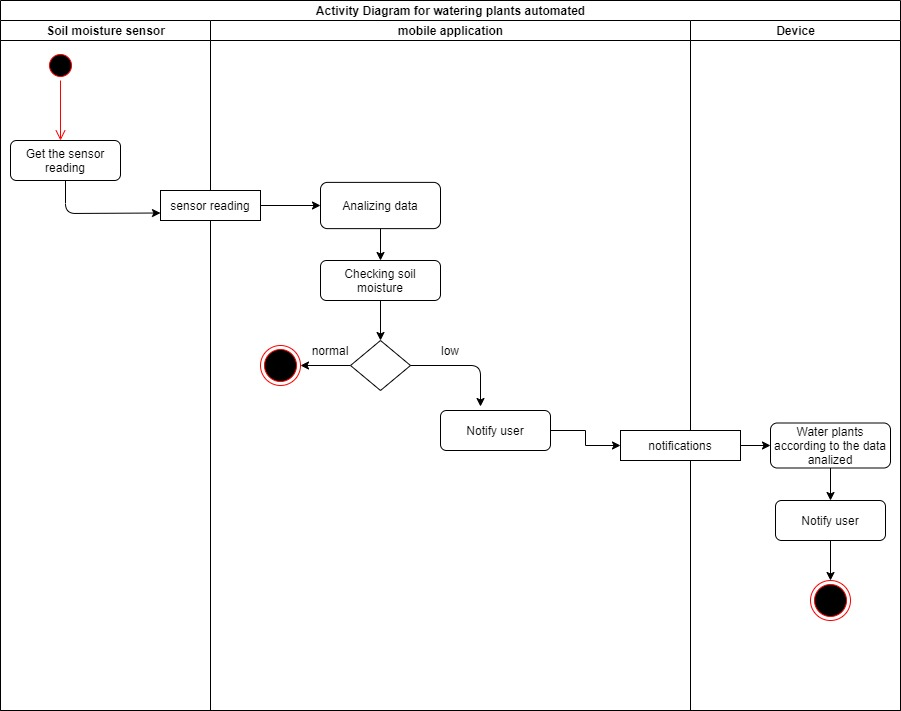 Activity Diagram for watering plants automated
Soil moisture sensor
mobile application
Device
Get the sensor
reading
sensor reading
Analizing data
Checking soil
moisture
normal
low
Notify user
notifications
Water plants
according to the data
analized
Notify user